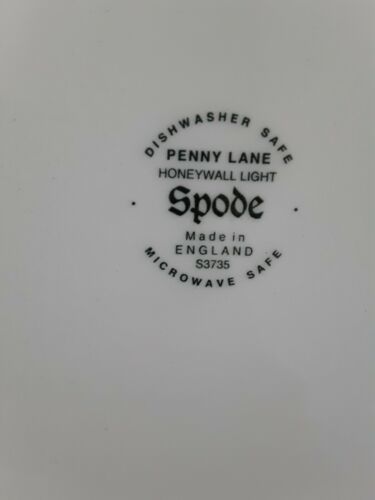 DISHWASHER SAFE
PENNY LANE
HONEYWALL LIGHT
Spode
Made in
ENGLAND
S3735
MICROWAVE SAFE